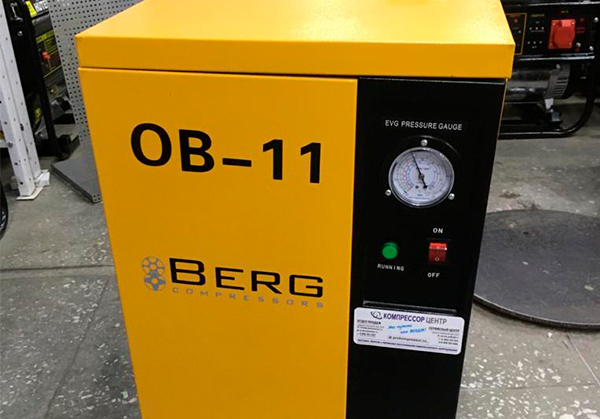 EVG PRESSURE GAUGE
OB-11
ON
RUNNING
OFF
BERG
COMPRESSORS
КОМПРЕССОР ЦЕНТР